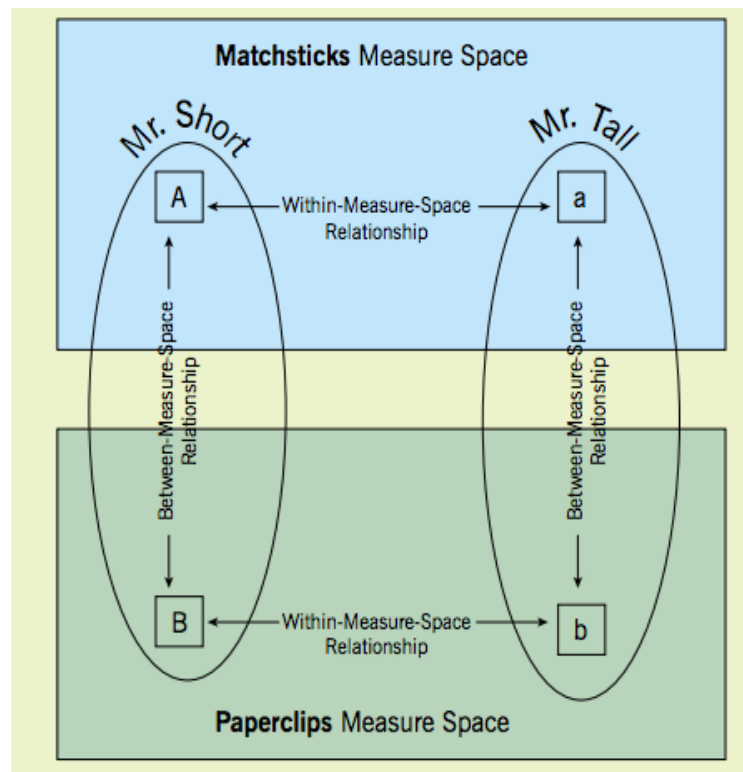 Matchsticks Measure Space
Mr. Short
Mr. Tall
A
Within-Measure-Space
Relationship
a
Between-Measure-Space
Relationship
Between-Measure-Space
Relationship
B
Within-Measure-Space
Relationship
b
Paperclips Measure Space